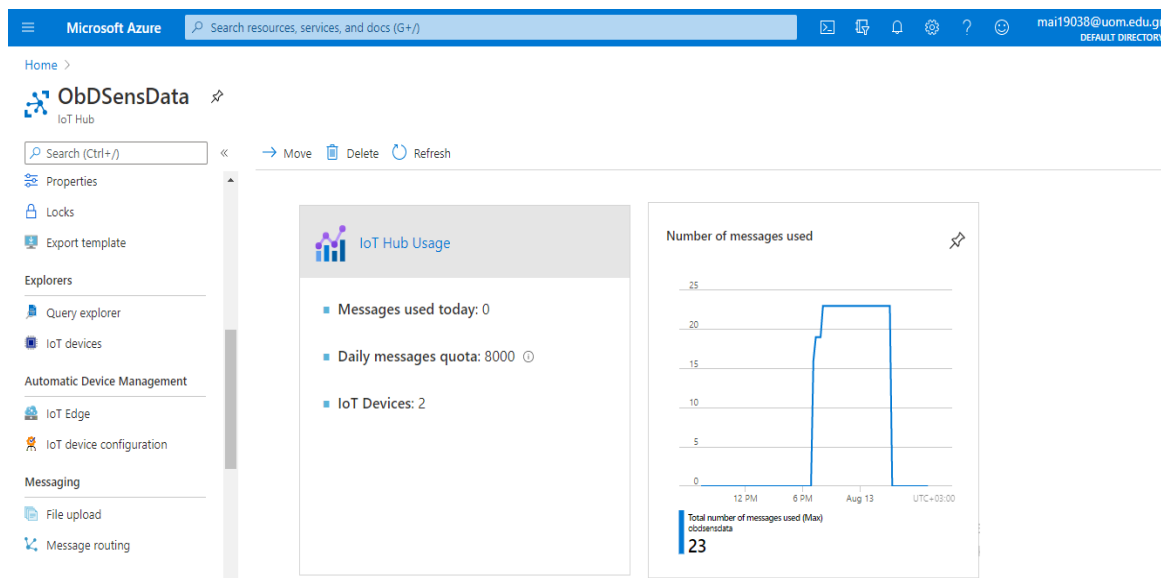 Microsoft Azure
Search resources, services, and docs (G+/)
mai19038@uom.edu.gr
DEFAULT DIRECTORY
Home >
ObDSensData
IoT Hub
Search (Ctrl+/)
«
Move Delete Refresh
Properties
Locks
Export template
Explorers
Query explorer
IoT devices
Automatic Device Management
IoT Edge
IoT device configuration
Messaging
File upload
Message routing
IoT Hub Usage
Messages used today: 0
Daily messages quota: 8000
IoT Devices: 2
Number of messages used
25
20
15
10
5
0
12 PM 6 PM Aug 13 UTC+03:00
Total number of messages used (Max)
obdsensdata
23